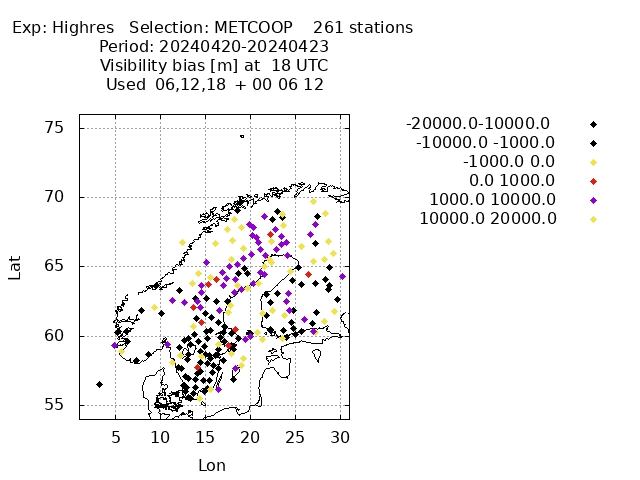 Exp: Highres   Selection: METCOOP    261 stations
Period: 20240420-20240423
Visibility bias [m] at  18 UTC
Used  06,12,18  + 00 06 12
-20000.0-10000.0
-10000.0 -1000.0
-1000.0 0.0
0.0 1000.0
1000.0 10000.0
10000.0 20000.0
75
70
65
60
55
Lat
5 10 15 20 25 30
Lon